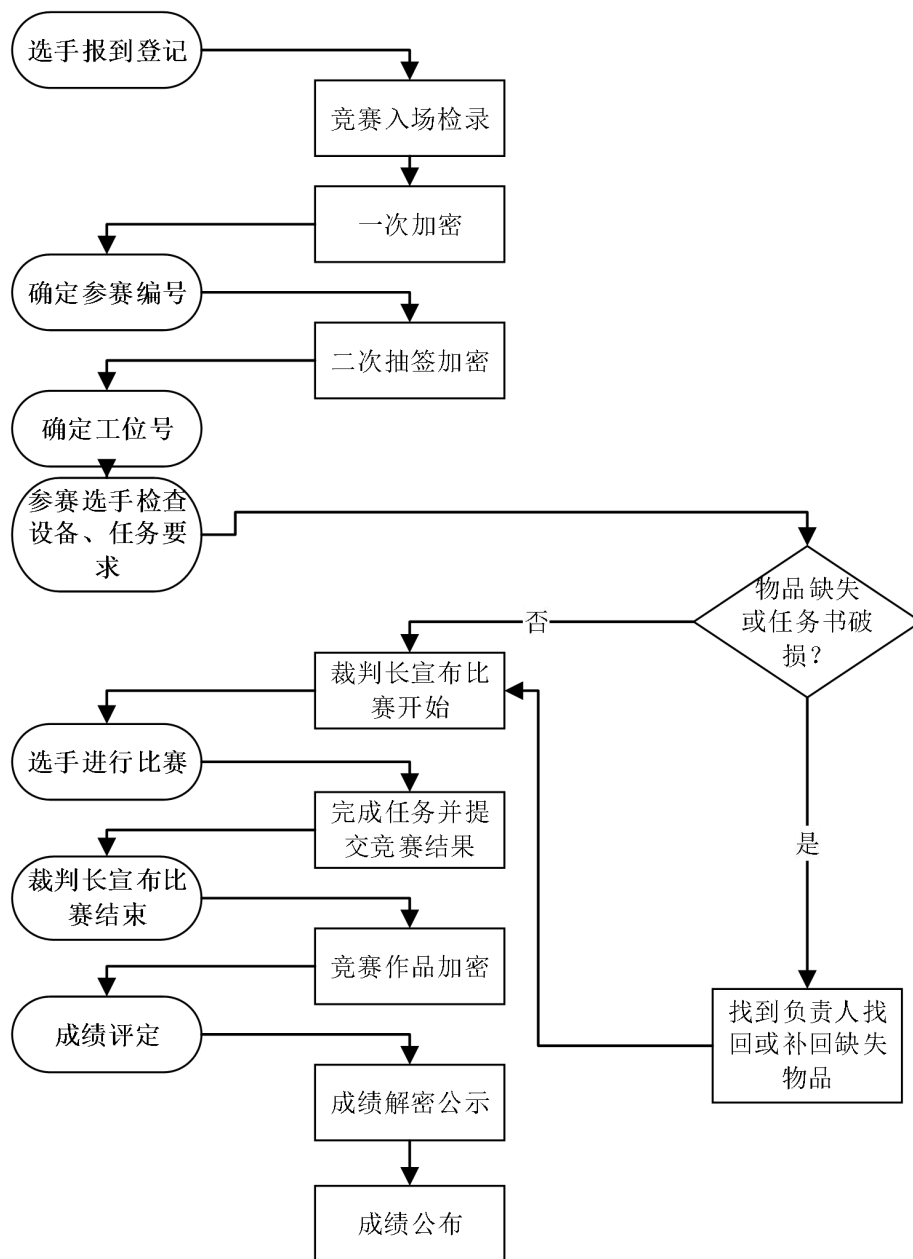 选手报到登记
竞赛入场检录
一次加密
确定参赛编号
二次抽签加密
确定工位号
参赛选手检查
设备、任务要
求
物品缺失
或任务书破
损？
否
裁判长宣布比
赛开始
选手进行比赛
完成任务并提
交竞赛结果
是
裁判长宣布比
赛结束
竞赛作品加密
找到负责人找
回或补回缺失
物品
成绩评定
成绩解密公示
成绩公布